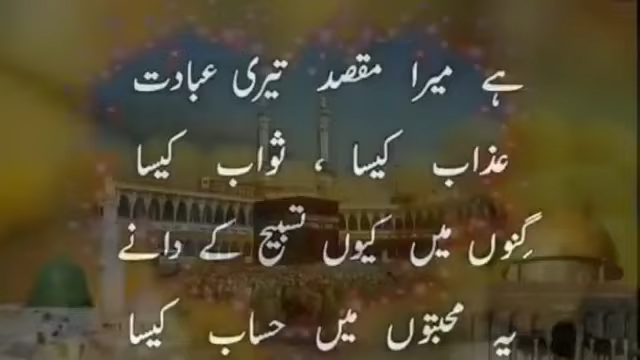 ہے میرا مقصد تیری عبادت
عذاب کیسا ، ثواب کیسا
گِنوں میں کیوں تسبیح کے دانے
یہ محبتوں میں حساب کیسا